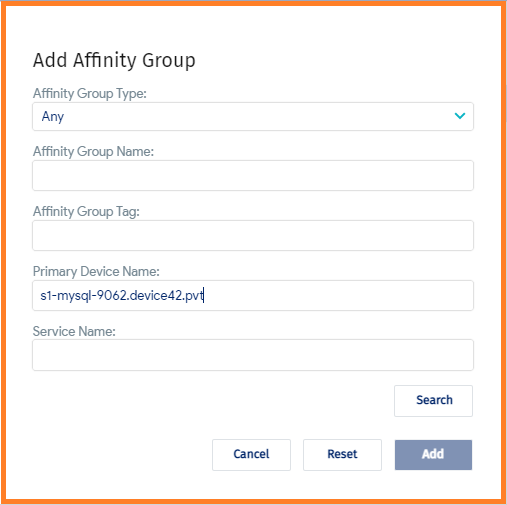 Add Affinity Group
Affinity Group Type:
Any
Affinity Group Name:
Affinity Group Tag:
Primary Device Name:
s1-mysql-9062.device42.pvt
Service Name:
Search
Cancel Reset Add